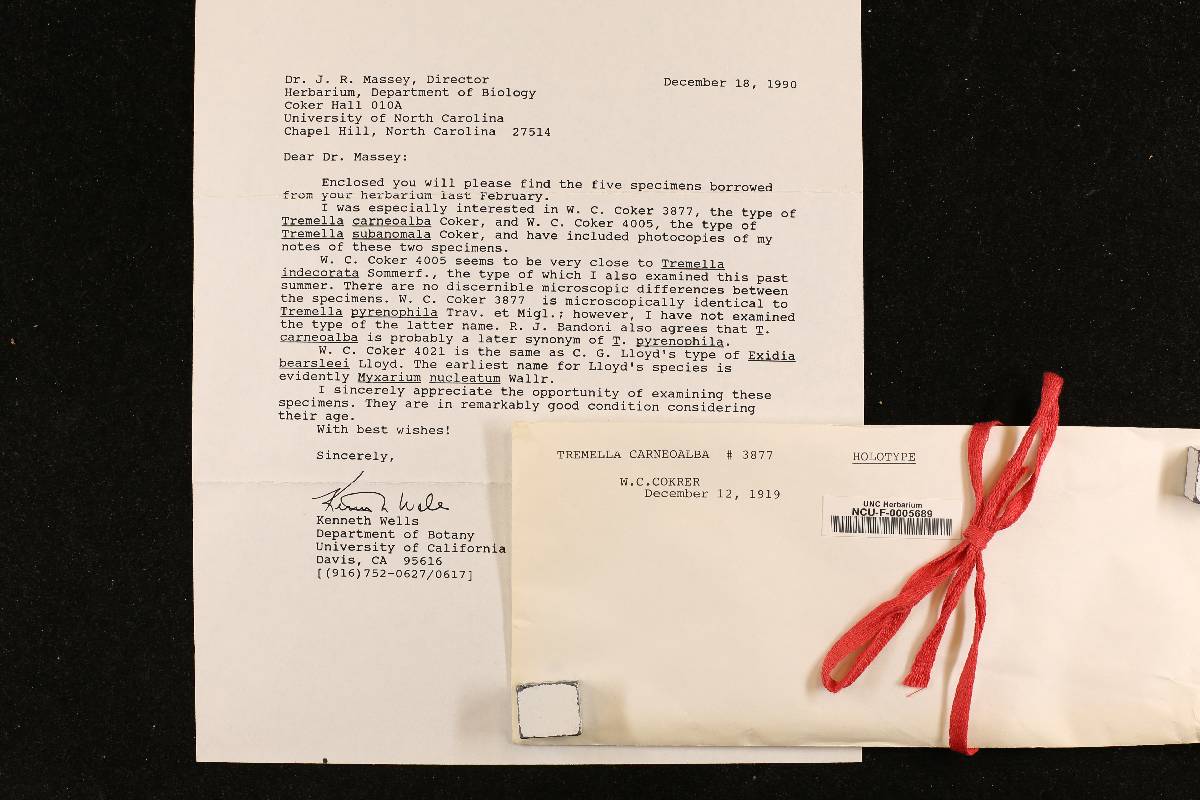 Dr. J. R. Massey, Director
December 18, 1990
Herbarium, Department of Biology
Coker Hall 010A
University of North Carolina
Chapel Hill, North Carolina 27514
Dear Dr. Massey:
Enclosed you will please find the five specimens borrowed
from your herbarium last February.
I was especially interested in W. C. Coker 3877, the type of
Tremella carneoalba Coker, and W. C. Coker 4005, the type of
Tremella subanomala Coker, and have included photocopies of my
notes of these two specimens.
W. C. Coker 4005 seems to be very close to Tremella
indecorata Sommerf., the type of which I also examined this past
summer. There are no discernible microscopic differences between
the specimens. W. C. Coker 3877 is microscopically identical to
Tremella pyrenophila Trav. et Migl.; however, I have not examined
the type of the latter name. R. J. Bandoni also agrees that T.
carneoalba is probably a later synonym of T. pyrenophila.
W. C. Coker 4021 is the same as C. G. Lloyd's type of Exidia
bearsleei Lloyd. The earliest name for Lloyd's species is
evidently Myxarium nucleatum Wallr.
I sincerely appreciate the opportunity of examining these
specimens. They are in remarkably good condition considering
their age.
With best wishes!
Sincerely,
Kenneth Wells
Kenneth Wells
Department of Botany
University of California
Davis, CA 95616
[(916)752-0627/0617]
TREMELLA CARNEOALBA # 3877
HOLOTYPE
W.C.COKRER
December 12, 1919
UNC Herbarium
NCU-F-0005689